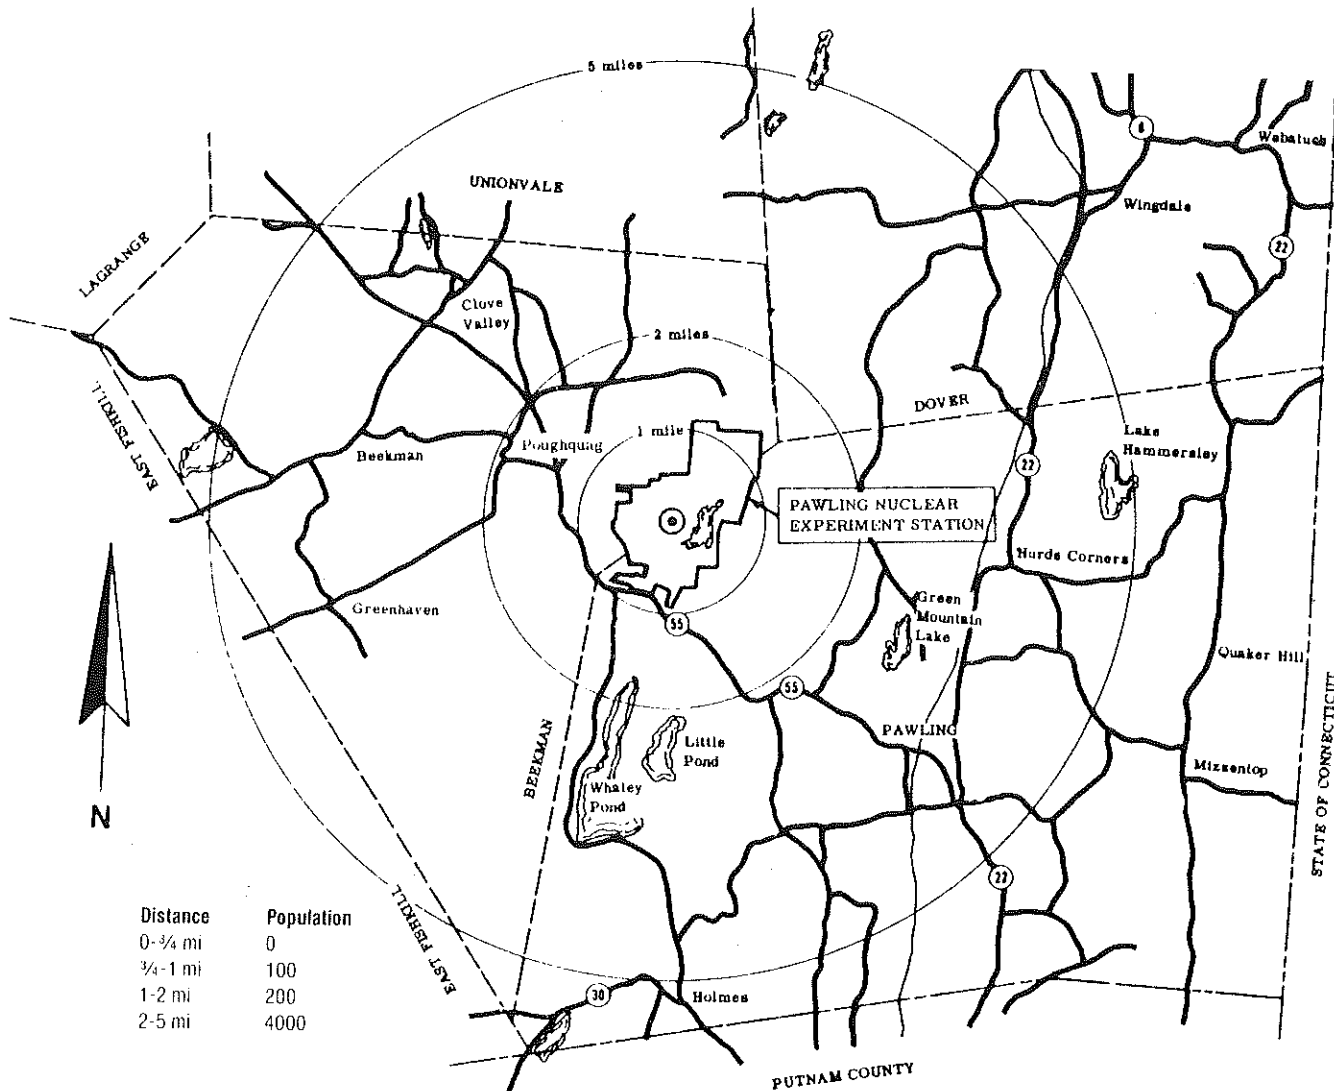 5 miles
6
Webatuck
UNIONVALE
Wingdale
LAGRANGE
22
Clove
Valley
2 miles
EAST FISHKILL
DOVER
1 mile
Poughquag
Beekman
Lake
Hammersley
22
PAWLING NUCLEAR
EXPERIMENT STATION
Hurds Corners
Greenhaven
Green
Mountain
Lake
55
Quaker Hill
55
PAWLING
BEEKMAN
Little
Pond
Whaley
Pond
Mizzentop
STATE OF CONNECTICUT
N
22
EAST FISHKILL
Distance Population
0-¾ mi 0
¾-1 mi 100
1-2 mi 200
2-5 mi 4000
30
Holmes
PUTNAM COUNTY